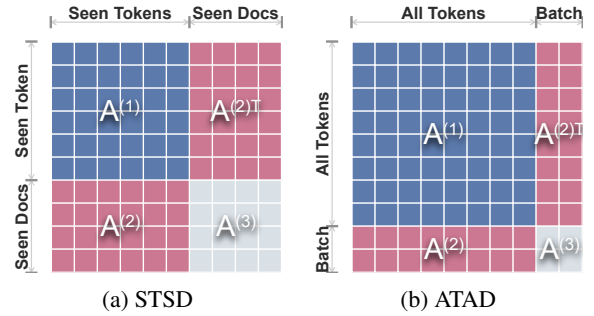 Seen Tokens Seen Docs
Seen Token
Seen Docs
A(1)
A(2)T
A(2)
A(3)
(a) STSD
All Tokens Batch
All Tokens
Batch
A(1)
A(2)T
A(2)
A(3)
(b) ATAD